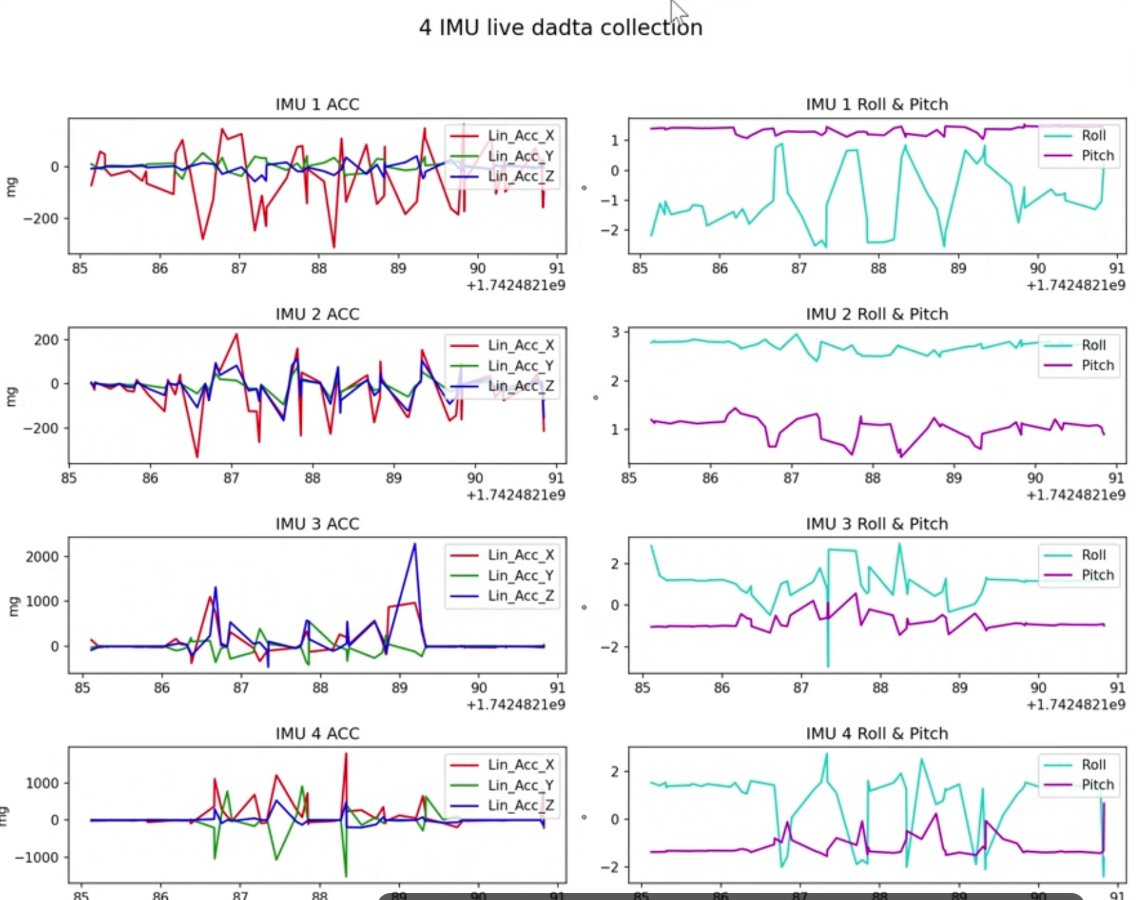 4 IMU live dadta collection
IMU 1 ACC
mg
0
−200
Lin_Acc_X
Lin_Acc_Y
Lin_Acc_Z
85 86 87 88 89 90 91
+1.7424821e9
IMU 1 Roll & Pitch
°
1
0
−1
−2
Roll
Pitch
85 86 87 88 89 90 91
+1.7424821e9
IMU 2 ACC
mg
200
0
−200
Lin_Acc_X
Lin_Acc_Y
Lin_Acc_Z
85 86 87 88 89 90 91
+1.7424821e9
IMU 2 Roll & Pitch
°
3
2
1
Roll
Pitch
85 86 87 88 89 90 91
+1.7424821e9
IMU 3 ACC
mg
2000
1000
0
Lin_Acc_X
Lin_Acc_Y
Lin_Acc_Z
85 86 87 88 89 90 91
+1.7424821e9
IMU 3 Roll & Pitch
°
2
0
−2
Roll
Pitch
85 86 87 88 89 90 91
+1.7424821e9
IMU 4 ACC
mg
1000
0
−1000
Lin_Acc_X
Lin_Acc_Y
Lin_Acc_Z
85 86 87 88 89 90 91
IMU 4 Roll & Pitch
°
2
0
−2
Roll
Pitch
85 86 87 88 89 90 91